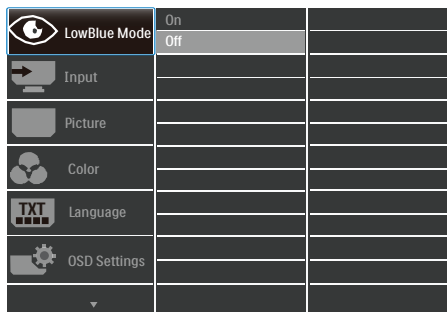 LowBlue Mode
On
Off
Input
Picture
Color
TXT
Language
OSD Settings